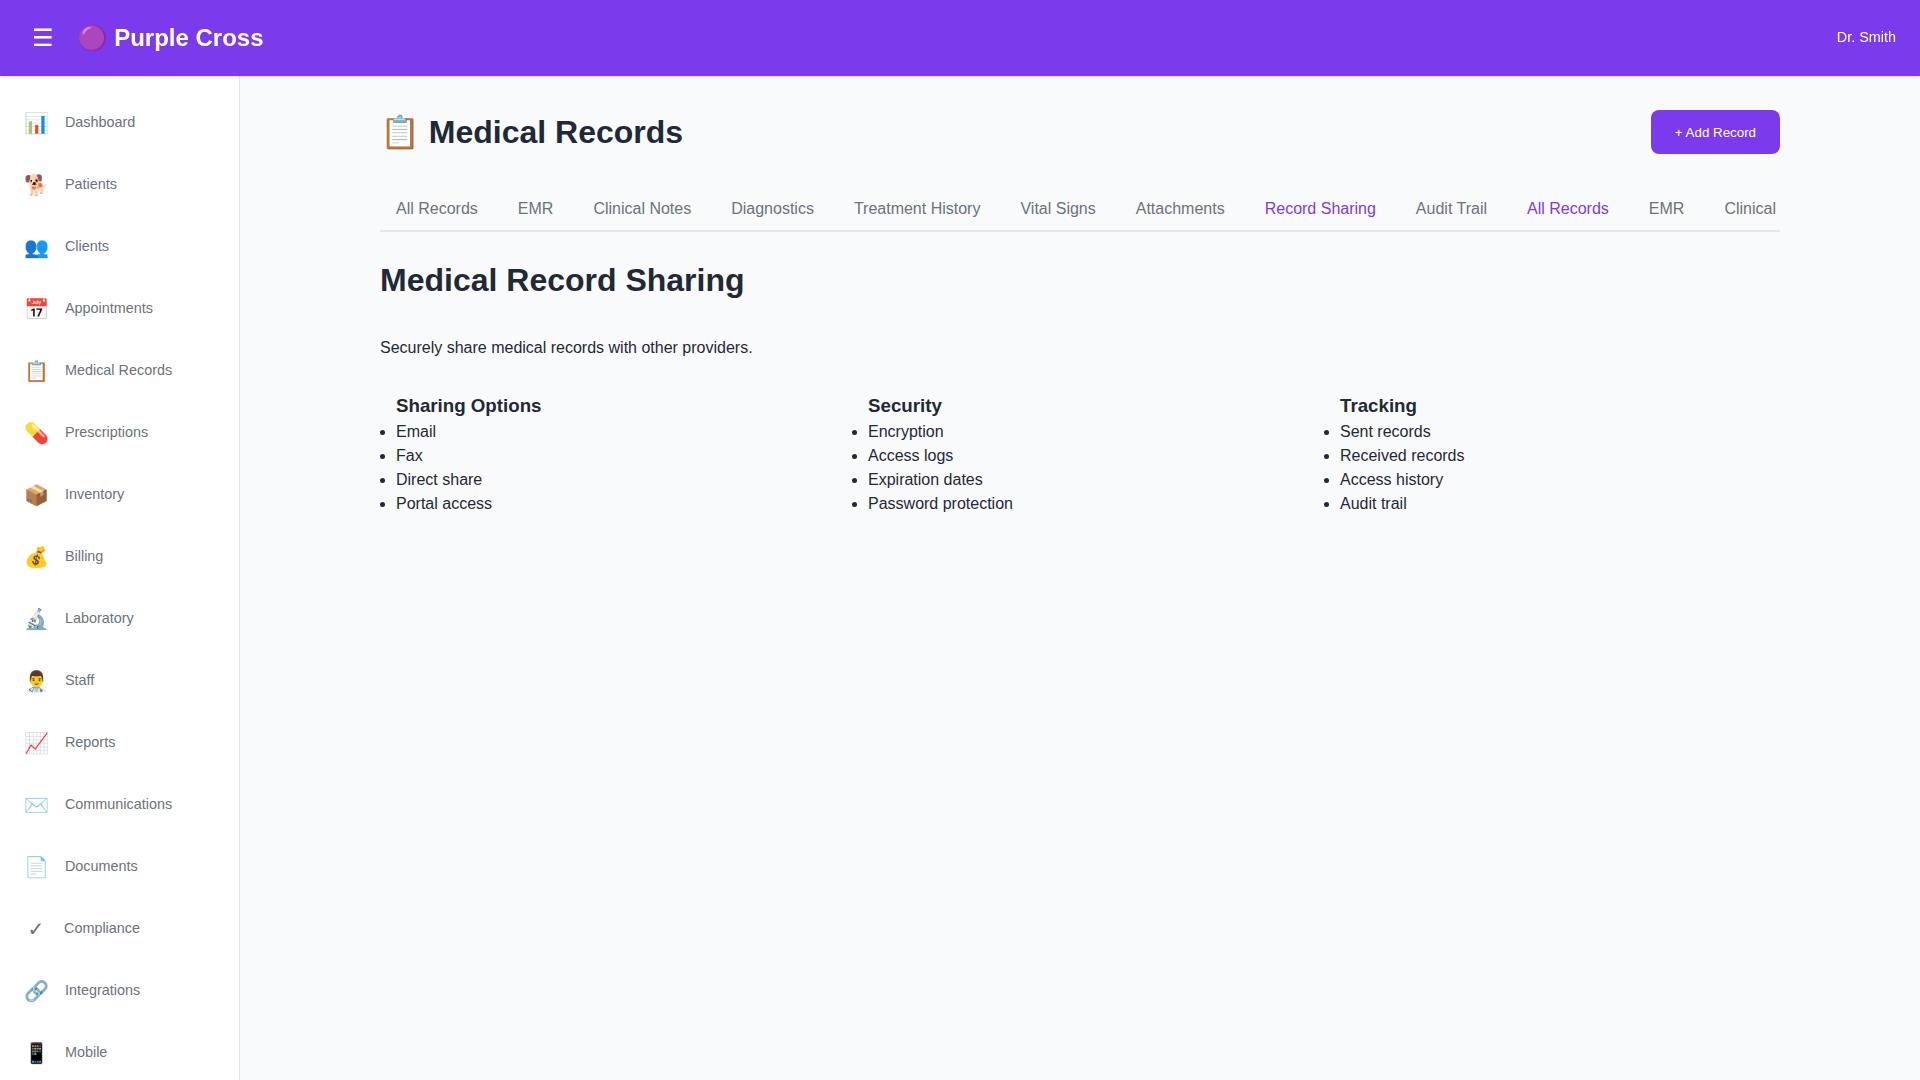 ☰ 🟣 Purple Cross
Dr. Smith
📊 Dashboard
🐕 Patients
👥 Clients
📅 Appointments
📋 Medical Records
💊 Prescriptions
📦 Inventory
💰 Billing
🔬 Laboratory
👨‍⚕️ Staff
📈 Reports
✉️ Communications
📄 Documents
✓ Compliance
🔗 Integrations
📱 Mobile
📋 Medical Records
+ Add Record
All Records EMR Clinical Notes Diagnostics Treatment History Vital Signs Attachments Record Sharing Audit Trail All Records EMR Clinical
Medical Record Sharing
Securely share medical records with other providers.
Sharing Options
• Email
• Fax
• Direct share
• Portal access
Security
• Encryption
• Access logs
• Expiration dates
• Password protection
Tracking
• Sent records
• Received records
• Access history
• Audit trail